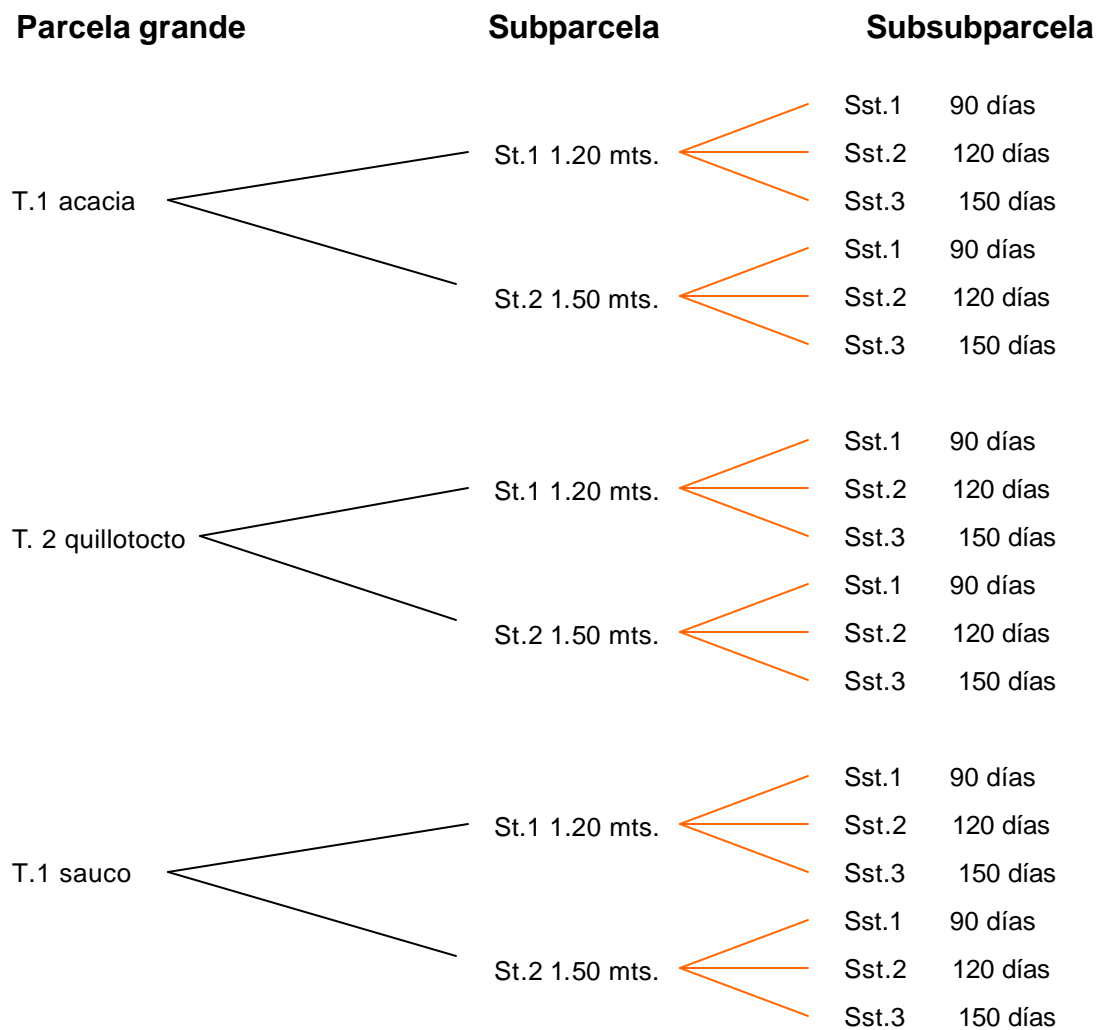 Parcela grande Subparcela Subsubparcela
Sst.1 90 días
St.1 1.20 mts. Sst.2 120 días
T.1 acacia Sst.3 150 días
Sst.1 90 días
St.2 1.50 mts. Sst.2 120 días
Sst.3 150 días
Sst.1 90 días
St.1 1.20 mts. Sst.2 120 días
T. 2 quillotocto Sst.3 150 días
Sst.1 90 días
St.2 1.50 mts. Sst.2 120 días
Sst.3 150 días
Sst.1 90 días
St.1 1.20 mts. Sst.2 120 días
T.1 sauco Sst.3 150 días
Sst.1 90 días
St.2 1.50 mts. Sst.2 120 días
Sst.3 150 días